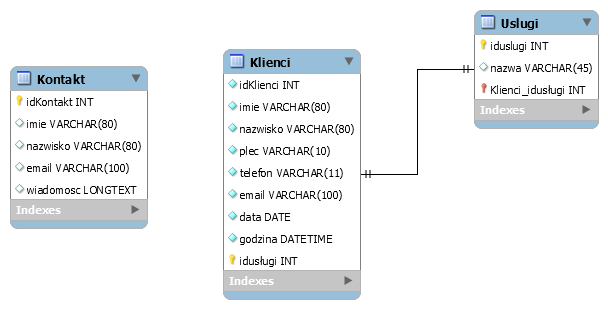 Kontakt
idKontakt INT
imie VARCHAR(80)
nazwisko VARCHAR(80)
email VARCHAR(100)
wiadomosc LONGTEXT
Indexes
Klienci
idKlienci INT
imie VARCHAR(80)
nazwisko VARCHAR(80)
plec VARCHAR(10)
telefon VARCHAR(11)
email VARCHAR(100)
data DATE
godzina DATETIME
idusługi INT
Indexes
Uslugi
iduslugi INT
nazwa VARCHAR(45)
Klienci_idusługi INT
Indexes